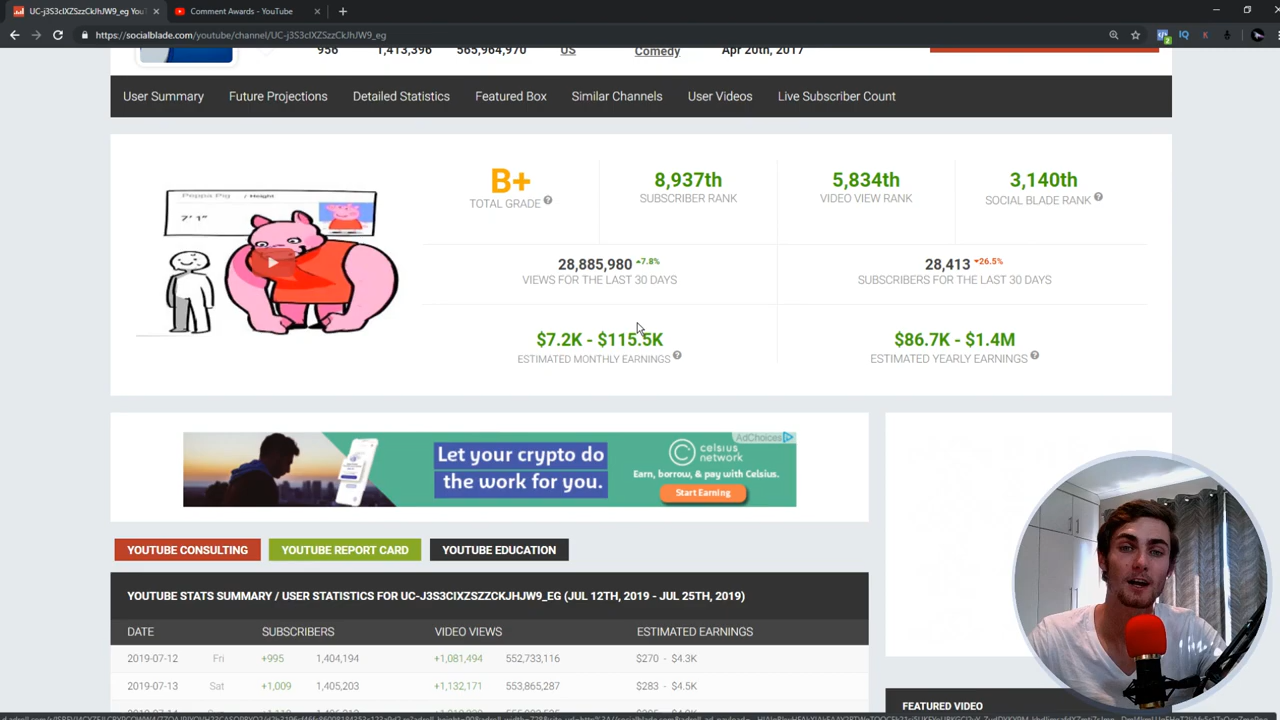 UC-j3S3cIXZSzZCkJhJW9_eg YouT
Comment Awards - YouTube
https://socialblade.com/youtube/channel/UC-j3S3cIXZSzZCkJhJW9_eg
956 1,413,396 565,964,970 US Comedy Apr 20th, 2017
User Summary Future Projections Detailed Statistics Featured Box Similar Channels User Videos Live Subscriber Count
B+ 8,937th 5,834th 3,140th
TOTAL GRADE SUBSCRIBER RANK VIDEO VIEW RANK SOCIAL BLADE RANK
Peppa Pig / Height
7' 1"
28,885,980 7.8% 28,413 26.5%
VIEWS FOR THE LAST 30 DAYS SUBSCRIBERS FOR THE LAST 30 DAYS
$7.2K - $115.5K $86.7K - $1.4M
ESTIMATED MONTHLY EARNINGS ESTIMATED YEARLY EARNINGS
AdChoices
Let your crypto do
the work for you.
celsius
network
Earn, borrow, & pay with Celsius.
Start Earning
YOUTUBE CONSULTING YOUTUBE REPORT CARD YOUTUBE EDUCATION
YOUTUBE STATS SUMMARY / USER STATISTICS FOR UC-J3S3CIXZSZZCKJHJW9_EG (JUL 12TH, 2019 - JUL 25TH, 2019)
DATE SUBSCRIBERS VIDEO VIEWS ESTIMATED EARNINGS
2019-07-12 Fri +995 1,404,194 +1,081,494 552,733,116 $270 - $4.3K
2019-07-13 Sat +1,009 1,405,203 +1,132,171 553,865,287 $283 - $4.5K
FEATURED VIDEO